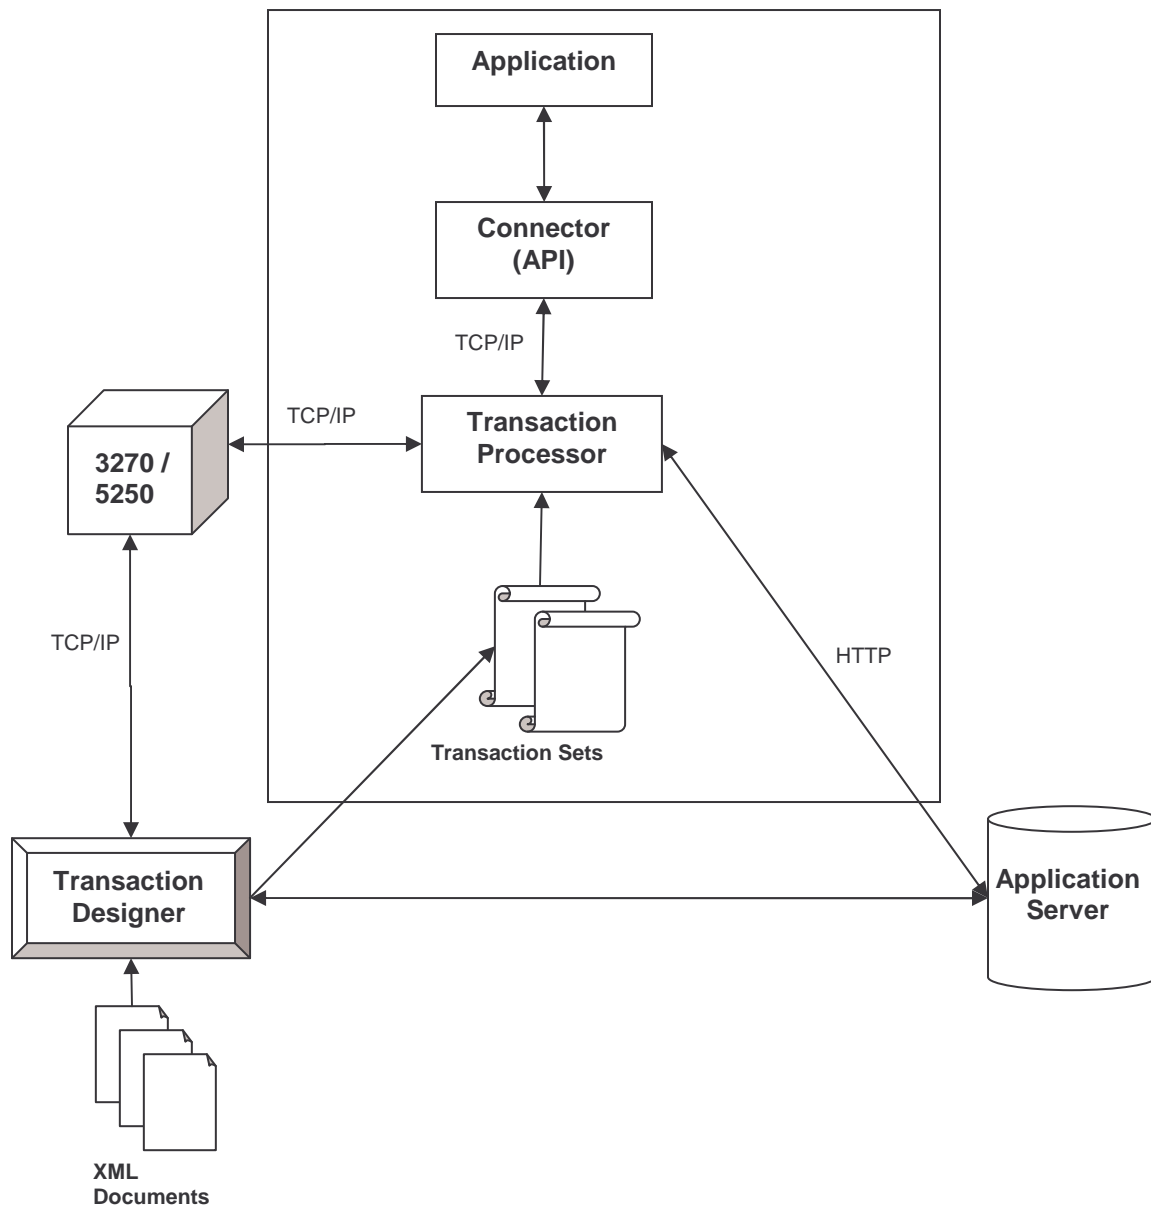 Application
Connector
(API)
TCP/IP
TCP/IP
Transaction
Processor
3270 /
5250
TCP/IP
HTTP
Transaction Sets
Transaction
Designer
Application
Server
XML
Documents